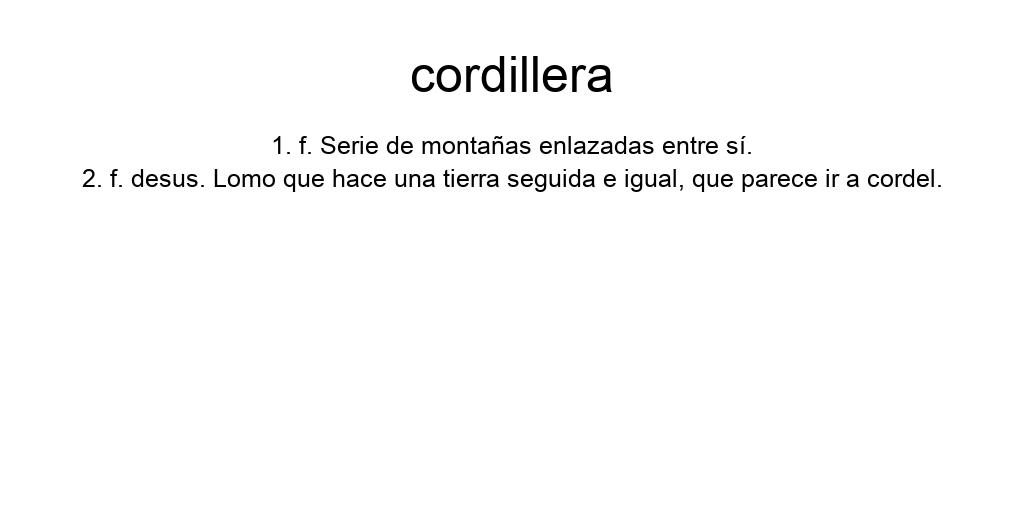 cordillera
1. f. Serie de montañas enlazadas entre sí.
2. f. desus. Lomo que hace una tierra seguida e igual, que parece ir a cordel.